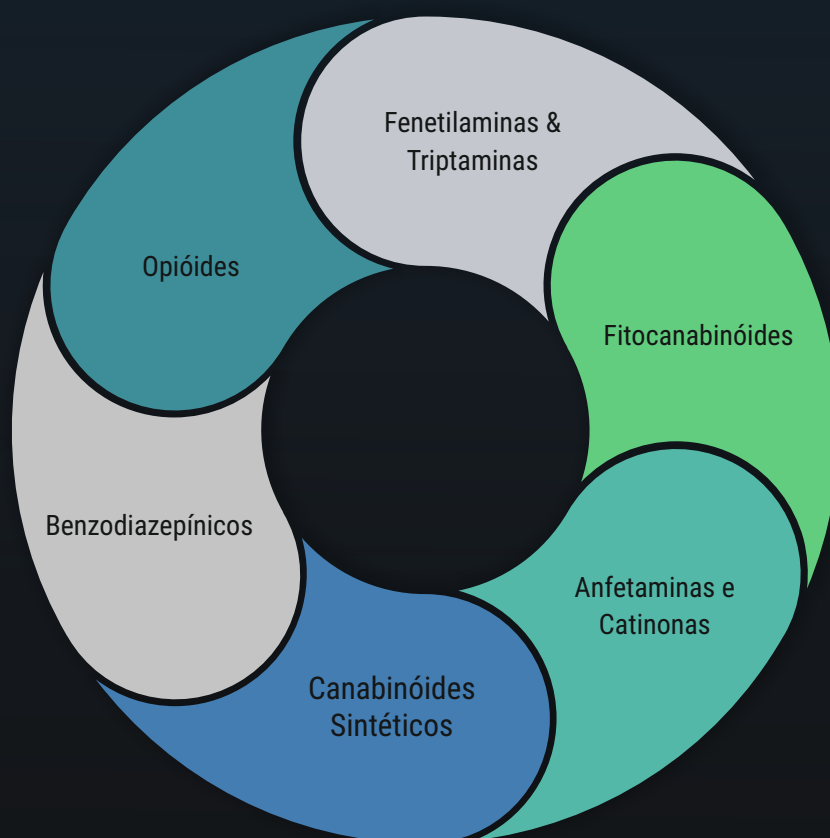 Fenetilaminas &
Triptaminas
Opióides
Fitocanabinóides
Benzodiazepínicos
Anfetaminas e
Catinonas
Canabinóides
Sintéticos